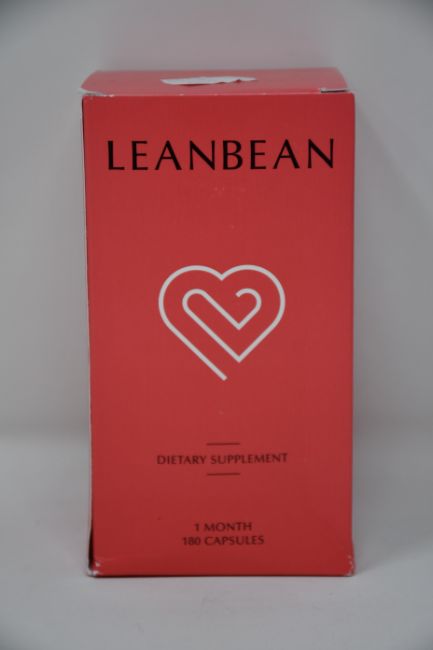 LEANBEAN
DIETARY SUPPLEMENT
1 MONTH
180 CAPSULES